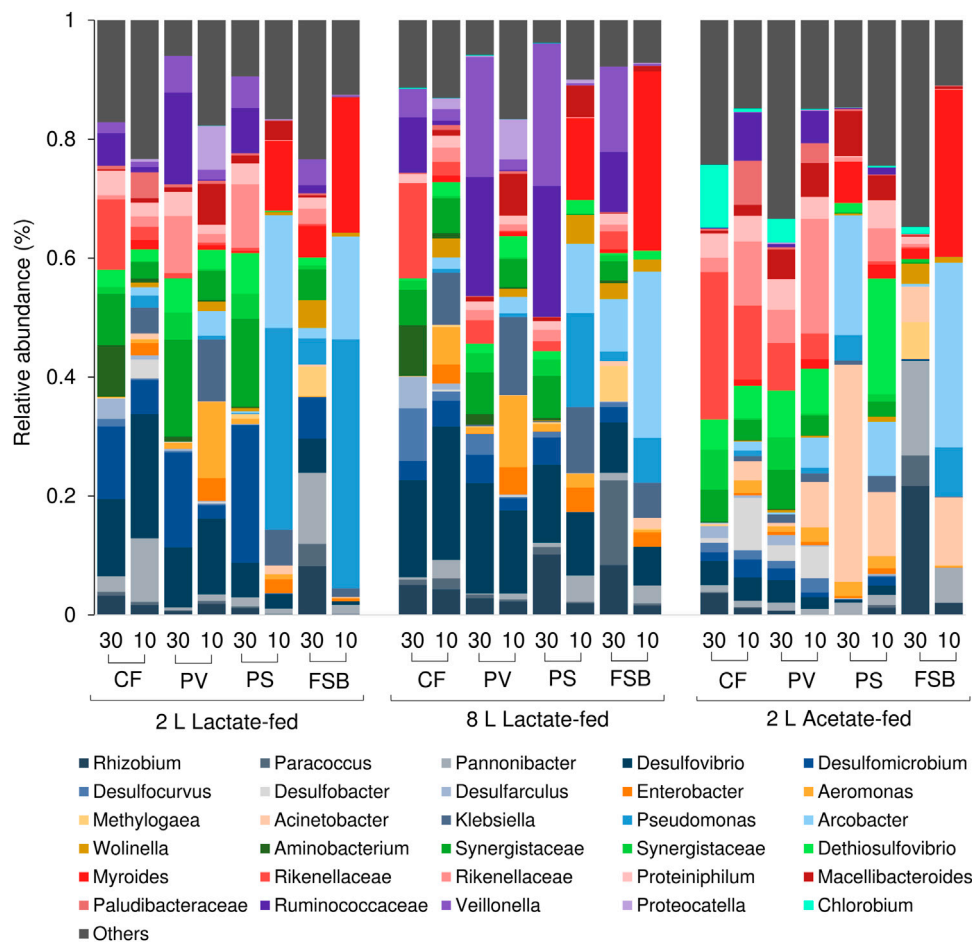 1
0.8
0.6
0.4
0.2
0
Relative abundance (%)
30 10 30 10 30 10 30 10 30 10 30 10 30 10 30 10 30 10 30 10 30 10 30 10
CF PV PS FSB CF PV PS FSB CF PV PS FSB
2 L Lactate-fed 8 L Lactate-fed 2 L Acetate-fed
Rhizobium Paracoccus Pannonibacter Desulfovibrio Desulfomicrobium
Desulfocurvus Desulfobacter Desulfarculus Enterobacter Aeromonas
Methylogaea Acinetobacter Klebsiella Pseudomonas Arcobacter
Wolinella Aminobacterium Synergistaceae Synergistaceae Dethiosulfovibrio
Myroides Rikenellaceae Rikenellaceae Proteiniphilum Macellibacteroides
Paludibacteraceae Ruminococcaceae Veillonella Proteocatella Chlorobium
Others